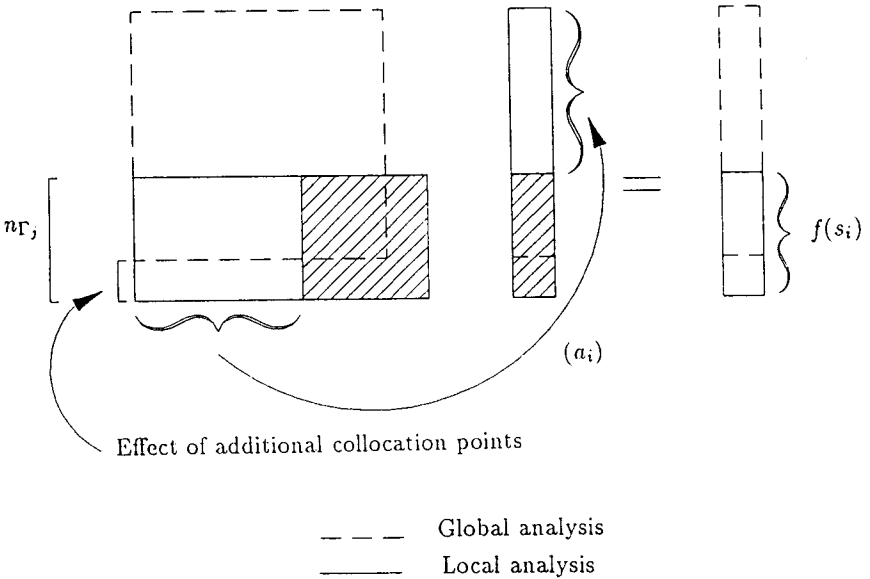 nΓj
=
f(si)
(ai)
Effect of additional collocation points
Global analysis
Local analysis